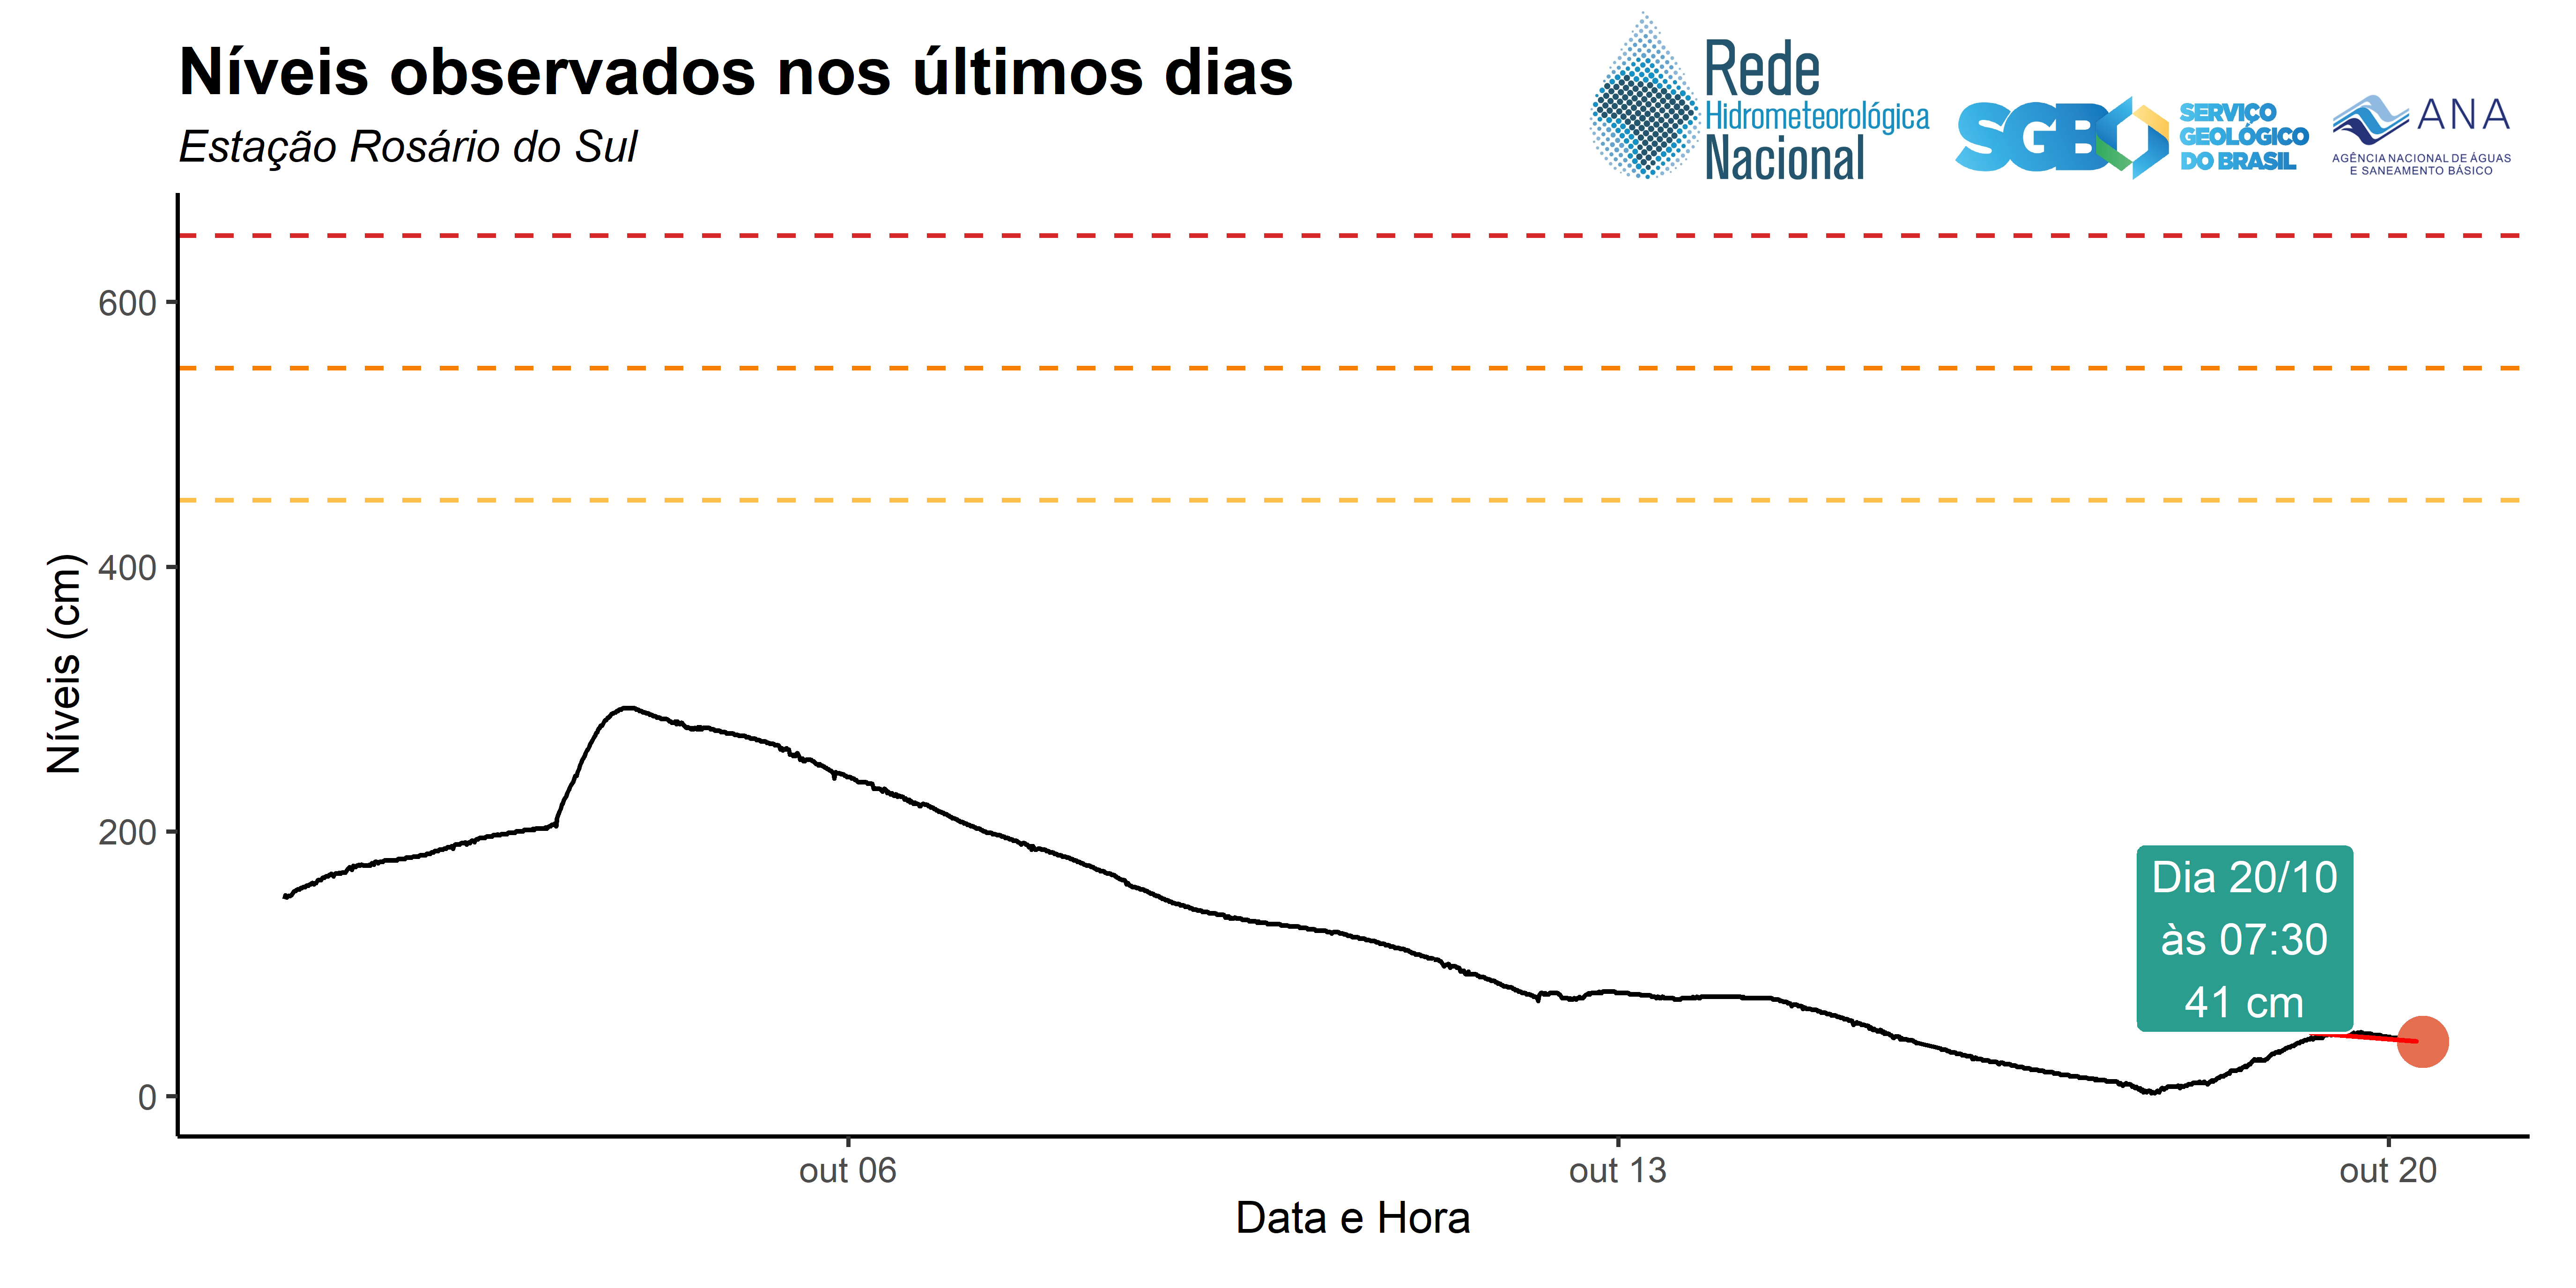 Níveis observados nos últimos dias
Estação Rosário do Sul
Rede
Hidrometeorológica
Nacional
SGB
SERVIÇO
GEOLÓGICO
DO BRASIL
ANA
AGÊNCIA NACIONAL DE ÁGUAS
E SANEAMENTO BÁSICO
Níveis (cm)
600
400
200
0
Dia 20/10
às 07:30
41 cm
out 06
out 13
out 20
Data e Hora